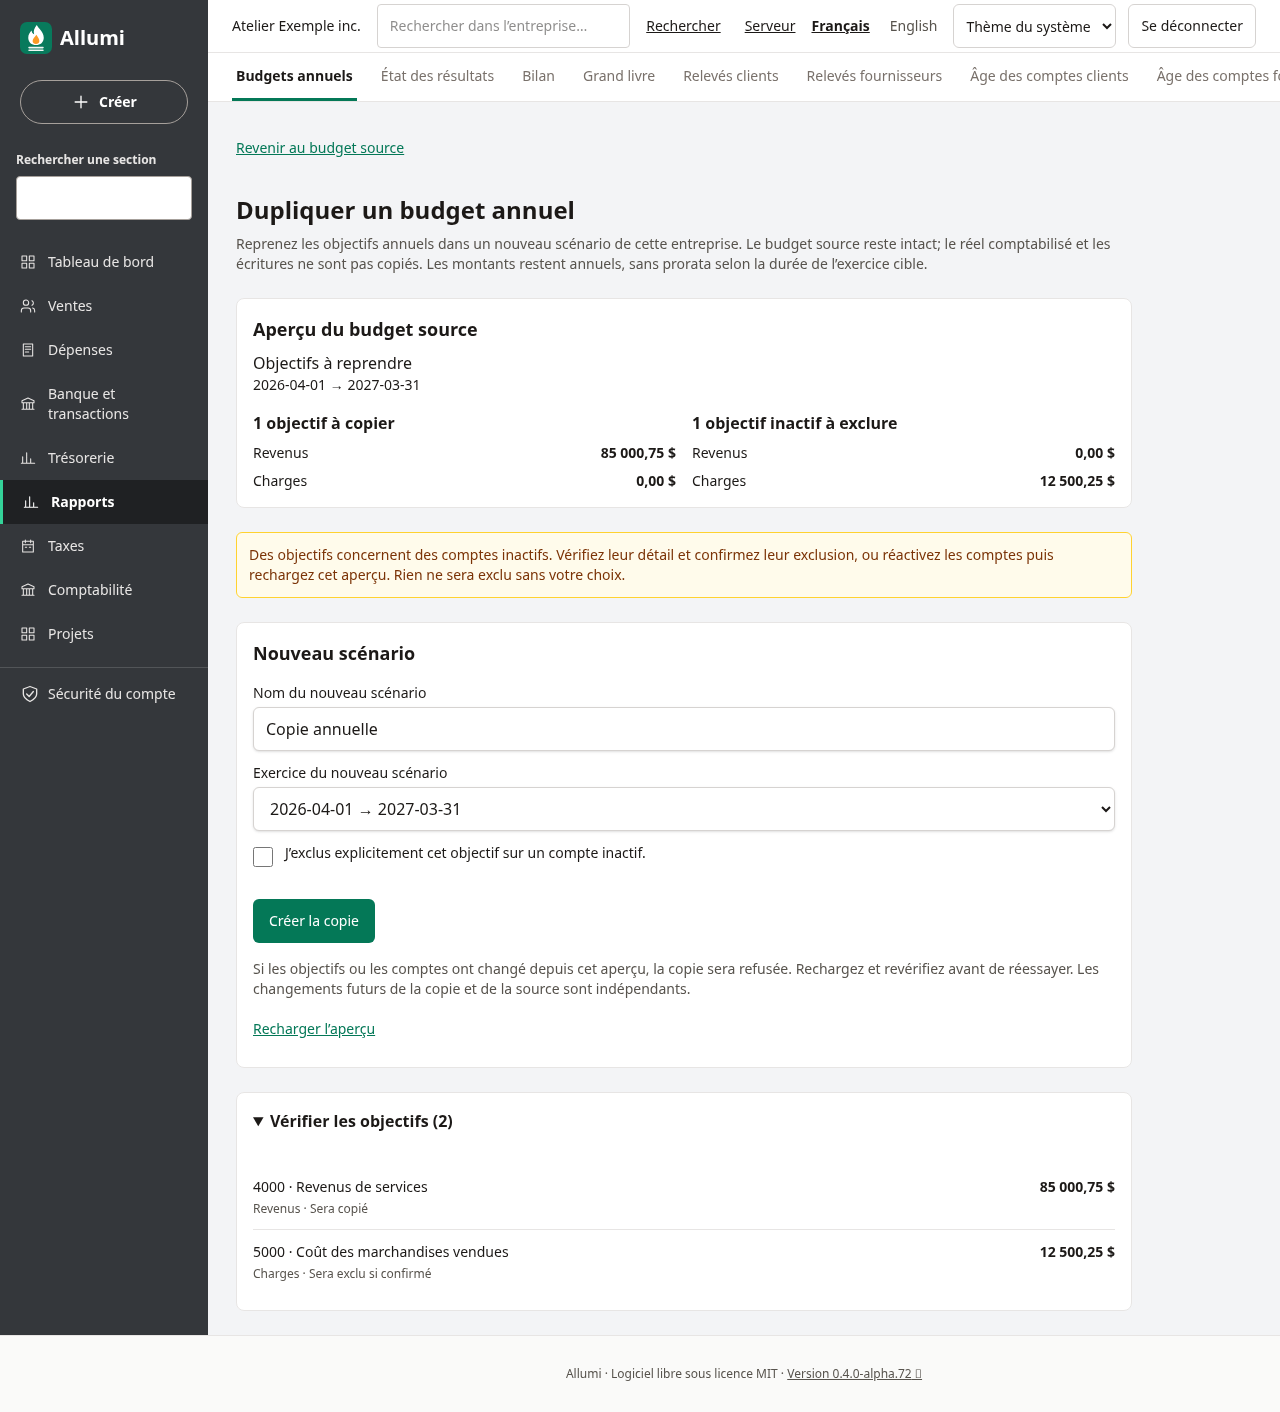 Allumi
Créer
Rechercher une section
Tableau de bord
Ventes
Dépenses
Banque et
transactions
Trésorerie
Rapports
Taxes
Comptabilité
Projets
Sécurité du compte
Atelier Exemple inc.
Rechercher dans l’entreprise…
Rechercher
Serveur
Français
English
Thème du système
Se déconnecter
Budgets annuels
État des résultats
Bilan
Grand livre
Relevés clients
Relevés fournisseurs
Âge des comptes clients
Âge des comptes fo
Revenir au budget source
Dupliquer un budget annuel
Reprenez les objectifs annuels dans un nouveau scénario de cette entreprise. Le budget source reste intact; le réel comptabilisé et les
écritures ne sont pas copiés. Les montants restent annuels, sans prorata selon la durée de l’exercice cible.
Aperçu du budget source
Objectifs à reprendre
2026-04-01 → 2027-03-31
1 objectif à copier
Revenus 85 000,75 $
Charges 0,00 $
1 objectif inactif à exclure
Revenus 0,00 $
Charges 12 500,25 $
Des objectifs concernent des comptes inactifs. Vérifiez leur détail et confirmez leur exclusion, ou réactivez les comptes puis
rechargez cet aperçu. Rien ne sera exclu sans votre choix.
Nouveau scénario
Nom du nouveau scénario
Copie annuelle
Exercice du nouveau scénario
2026-04-01 → 2027-03-31
J’exclus explicitement cet objectif sur un compte inactif.
Créer la copie
Si les objectifs ou les comptes ont changé depuis cet aperçu, la copie sera refusée. Rechargez et revérifiez avant de réessayer. Les
changements futurs de la copie et de la source sont indépendants.
Recharger l’aperçu
▼ Vérifier les objectifs (2)
4000 · Revenus de services 85 000,75 $
Revenus · Sera copié
5000 · Coût des marchandises vendues 12 500,25 $
Charges · Sera exclu si confirmé
Allumi · Logiciel libre sous licence MIT · Version 0.4.0-alpha.72